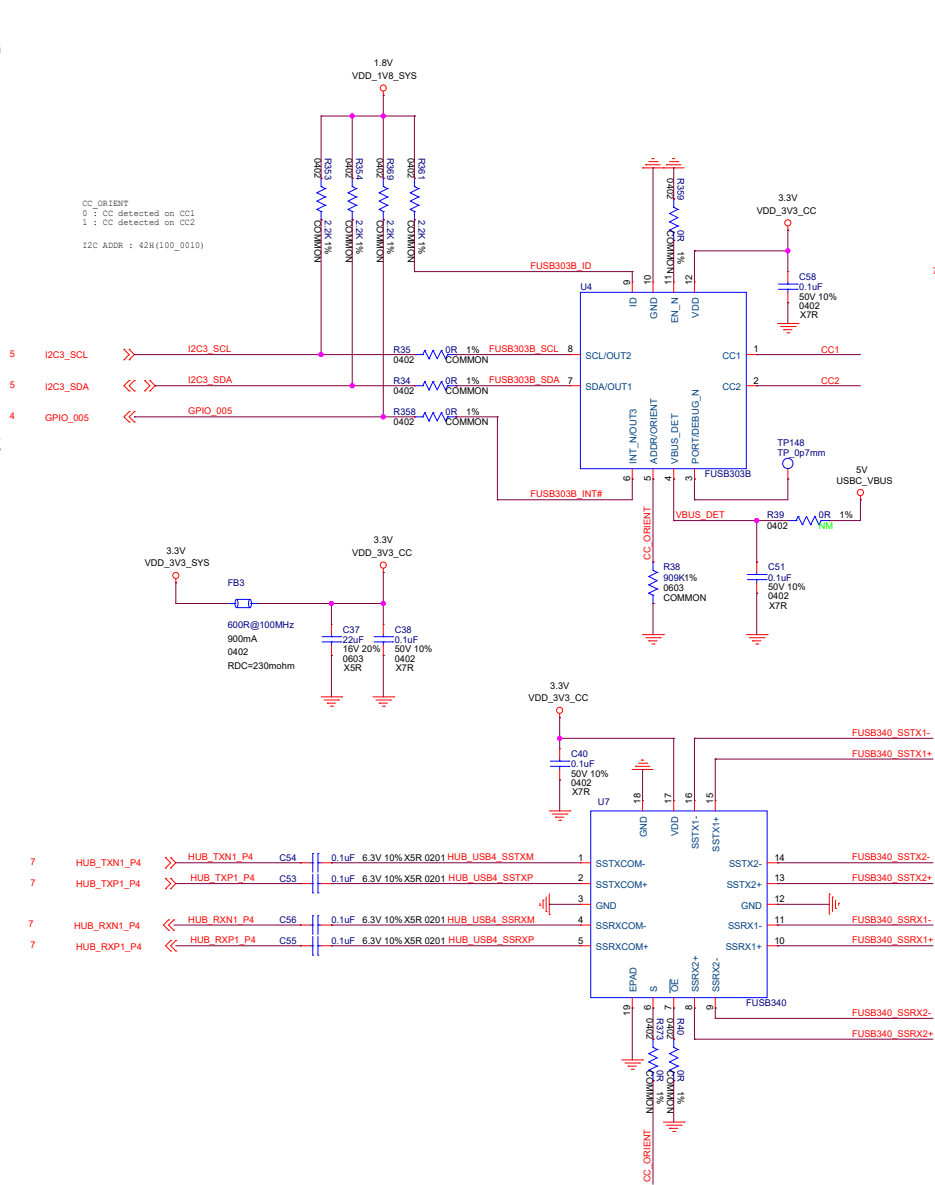 1.8V
VDD_1V8_SYS
R353
0402
2.2K 1%
COMMON
R354
0402
2.2K 1%
COMMON
R369
0402
2.2K 1%
COMMON
R361
0402
2.2K 1%
COMMON
CC_ORIENT
0 : CC detected on CC1
1 : CC detected on CC2
I2C ADDR : 42H(100_0010)
R359
0402
0R 1%
COMMON
3.3V
VDD_3V3_CC
C58
0.1uF
50V 10%
0402
X7R
FUSB303B_ID
9
10
11
12
U4
ID
GND
EN_N
VDD
5
I2C3_SCL
I2C3_SCL
R35
0402
0R 1%
COMMON
FUSB303B_SCL
8
SCL/OUT2
CC1
1
CC1
5
I2C3_SDA
I2C3_SDA
R34
0402
0R 1%
COMMON
FUSB303B_SDA
7
SDA/OUT1
CC2
2
CC2
4
GPIO_005
GPIO_005
R358
0402
0R 1%
COMMON
INT_N/OUT3
ADDR/ORIENT
VBUS_DET
PORT/DEBUG_N
FUSB303B
6
5
4
3
TP148
TP_0p7mm
5V
USBC_VBUS
FUSB303B_INT#
CC_ORIENT
VBUS_DET
R39
0402
0R 1%
NM
R38
909K1%
0603
COMMON
C51
0.1uF
50V 10%
0402
X7R
3.3V
VDD_3V3_SYS
3.3V
VDD_3V3_CC
FB3
600R@100MHz
900mA
0402
RDC=230mohm
C37
22uF
16V 20%
0603
X5R
C38
0.1uF
50V 10%
0402
X7R
3.3V
VDD_3V3_CC
C40
0.1uF
50V 10%
0402
X7R
FUSB340_SSTX1-
FUSB340_SSTX1+
18
17
16
15
U7
GND
VDD
SSTX1-
SSTX1+
7
HUB_TXN1_P4
HUB_TXN1_P4
C54
0.1uF 6.3V 10% X5R 0201
HUB_USB4_SSTXM
1
SSTXCOM-
SSTX2-
14
FUSB340_SSTX2-
7
HUB_TXP1_P4
HUB_TXP1_P4
C53
0.1uF 6.3V 10% X5R 0201
HUB_USB4_SSTXP
2
SSTXCOM+
SSTX2+
13
FUSB340_SSTX2+
3
GND
GND
12
7
HUB_RXN1_P4
HUB_RXN1_P4
C56
0.1uF 6.3V 10% X5R 0201
HUB_USB4_SSRXM
4
SSRXCOM-
SSRX1-
11
FUSB340_SSRX1-
7
HUB_RXP1_P4
HUB_RXP1_P4
C55
0.1uF 6.3V 10% X5R 0201
HUB_USB4_SSRXP
5
SSRXCOM+
SSRX1+
10
FUSB340_SSRX1+
EPAD
S
OE
SSRX2+
SSRX2-
FUSB340
19
6
7
8
9
FUSB340_SSRX2-
FUSB340_SSRX2+
R373
0402
0R 1%
COMMON
R40
0402
0R 1%
COMMON
CC_ORIENT